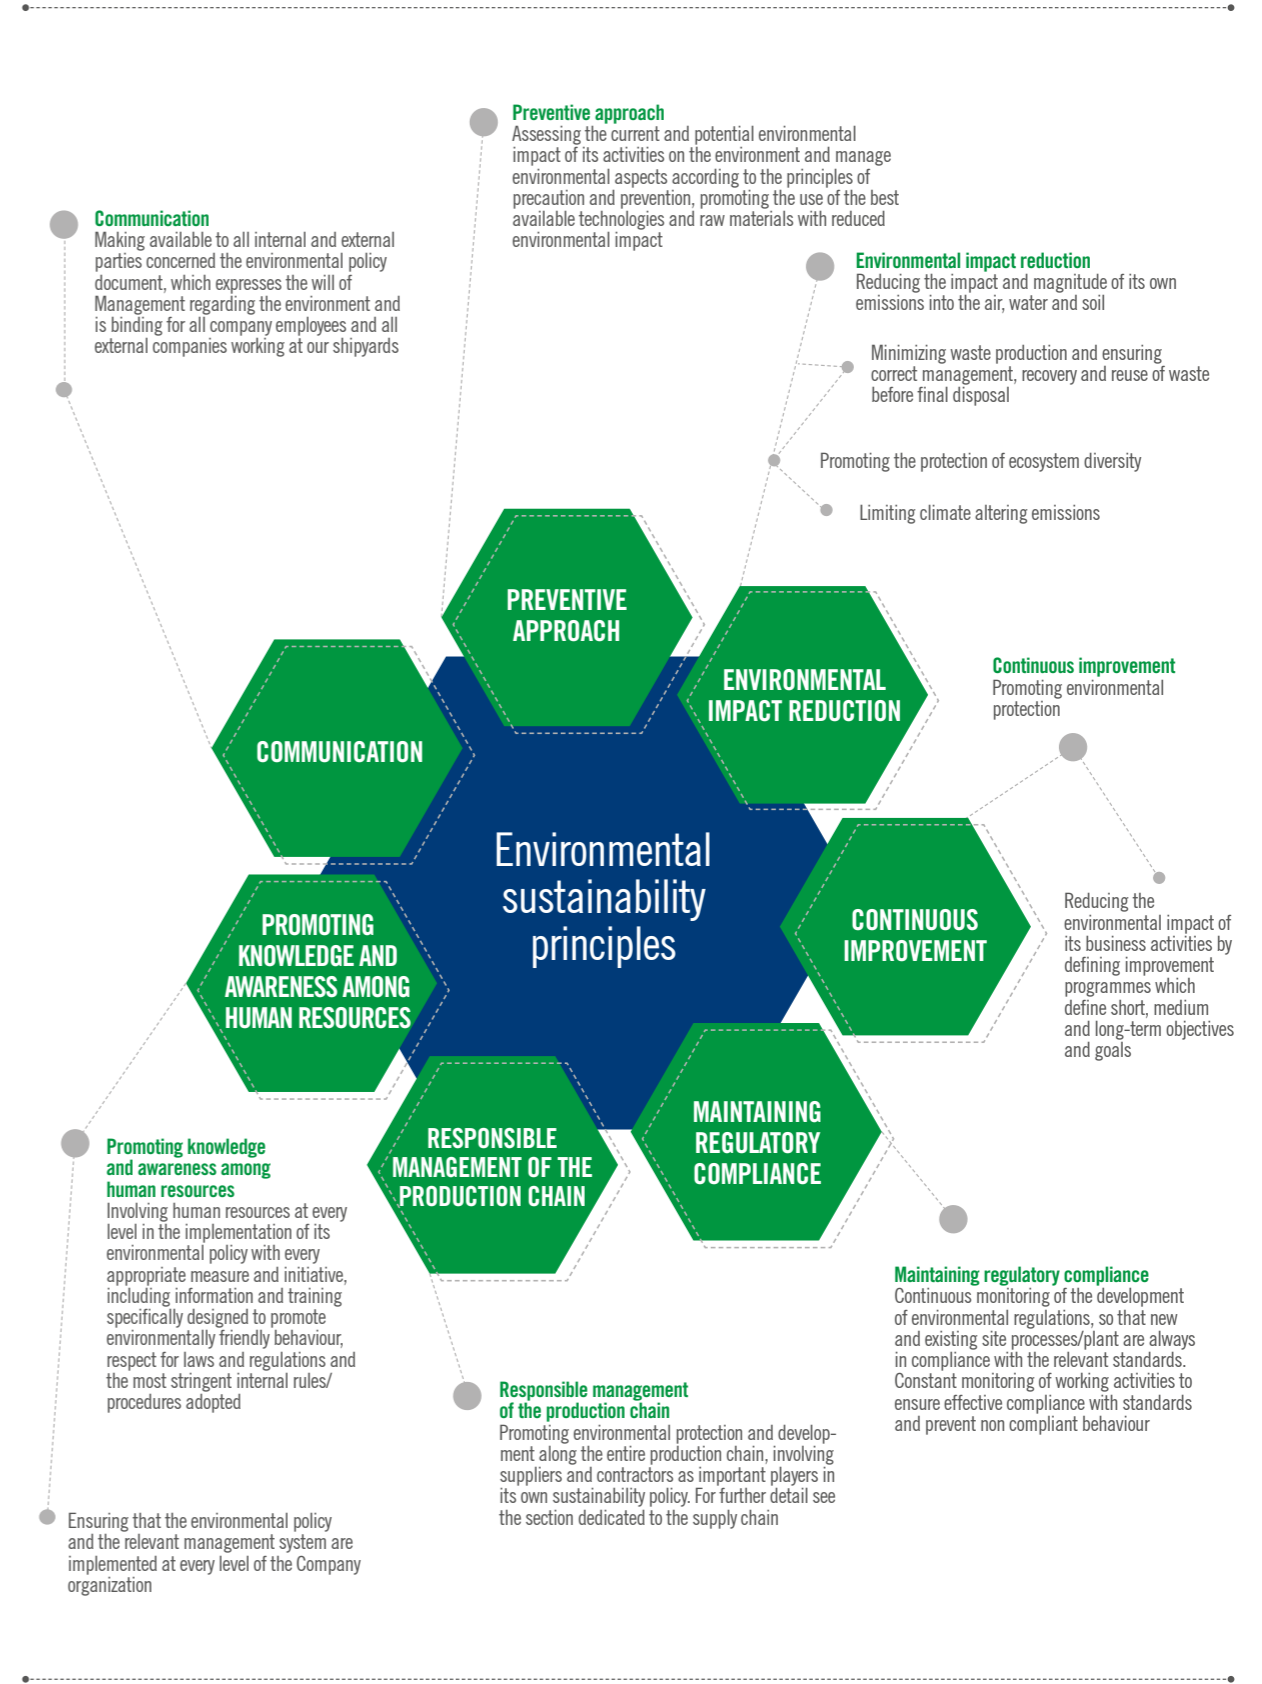 Preventive approach
Assessing the current and potential environmental
impact of its activities on the environment and manage
environmental aspects according to the principles of
precaution and prevention, promoting the use of the best
available technologies and raw materials with reduced
environmental impact
Communication
Making available to all internal and external
parties concerned the environmental policy
document, which expresses the will of
Management regarding the environment and
is binding for all company employees and all
external companies working at our shipyards
Environmental impact reduction
Reducing the impact and magnitude of its own
emissions into the air, water and soil
Minimizing waste production and ensuring
correct management, recovery and reuse of waste
before final disposal
Promoting the protection of ecosystem diversity
Limiting climate altering emissions
PREVENTIVE
APPROACH
ENVIRONMENTAL
IMPACT REDUCTION
COMMUNICATION
Continuous improvement
Promoting environmental
protection
Environmental
sustainability
principles
CONTINUOUS
IMPROVEMENT
Reducing the
environmental impact of
its business activities by
defining improvement
programmes which
define short, medium
and long-term objectives
and goals
PROMOTING
KNOWLEDGE AND
AWARENESS AMONG
HUMAN RESOURCES
RESPONSIBLE
MANAGEMENT OF THE
PRODUCTION CHAIN
MAINTAINING
REGULATORY
COMPLIANCE
Promoting knowledge
and awareness among
human resources
Involving human resources at every
level in the implementation of its
environmental policy with every
appropriate measure and initiative,
including information and training
specifically designed to promote
environmentally friendly behaviour,
respect for laws and regulations and
the most stringent internal rules/
procedures adopted
Maintaining regulatory compliance
Continuous monitoring of the development
of environmental regulations, so that new
and existing site processes/plant are always
in compliance with the relevant standards.
Constant monitoring of working activities to
ensure effective compliance with standards
and prevent non compliant behaviour
Responsible management
of the production chain
Promoting environmental protection and develop-
ment along the entire production chain, involving
suppliers and contractors as important players in
its own sustainability policy. For further detail see
the section dedicated to the supply chain
Ensuring that the environmental policy
and the relevant management system are
implemented at every level of the Company
organization